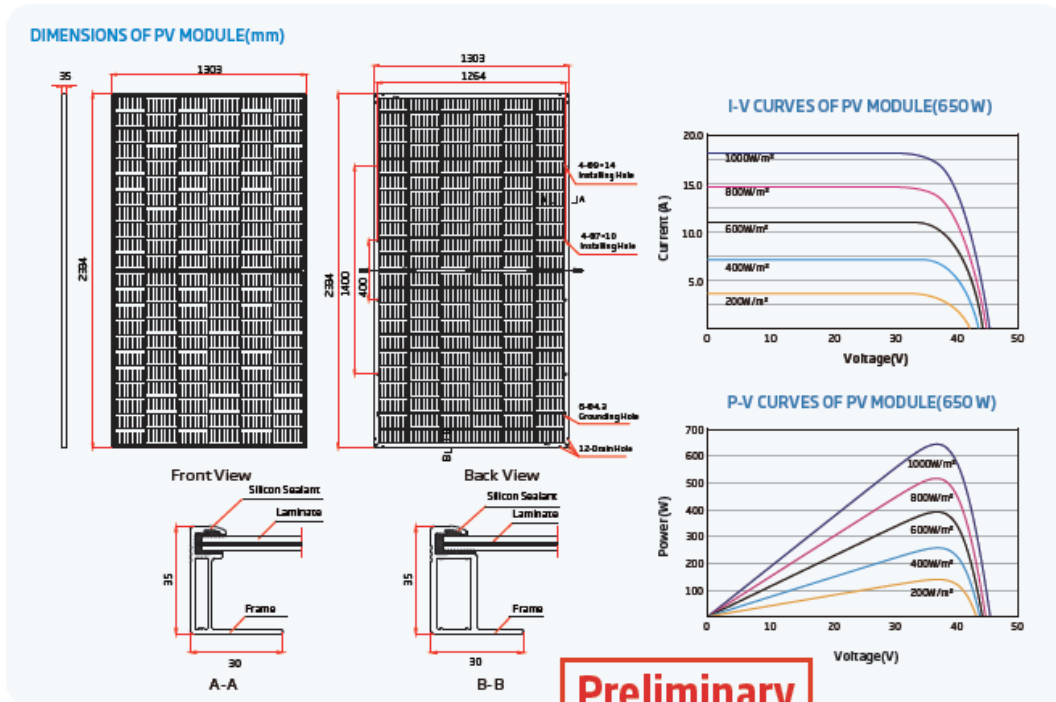 DIMENSIONS OF PV MODULE(mm)
35
1303
2384
Front View
1303
1264
2384
1400
400
4-Φ9×14
Installing Hole
A
4-Φ7×10
Installing Hole
6-Φ4.3
Grounding Hole
12-Drain Hole
B
Back View
Silicon Sealant
Laminate
35
Frame
30
A-A
Silicon Sealant
Laminate
35
Frame
30
B-B
I-V CURVES OF PV MODULE(650 W)
20.0
15.0
10.0
5.0
Current (A)
1000W/m²
800W/m²
600W/m²
400W/m²
200W/m²
0 10 20 30 40 50
Voltage(V)
P-V CURVES OF PV MODULE(650 W)
700
600
500
400
300
200
100
Power(W)
1000W/m²
800W/m²
600W/m²
400W/m²
200W/m²
0 10 20 30 40 50
Voltage(V)
Preliminary